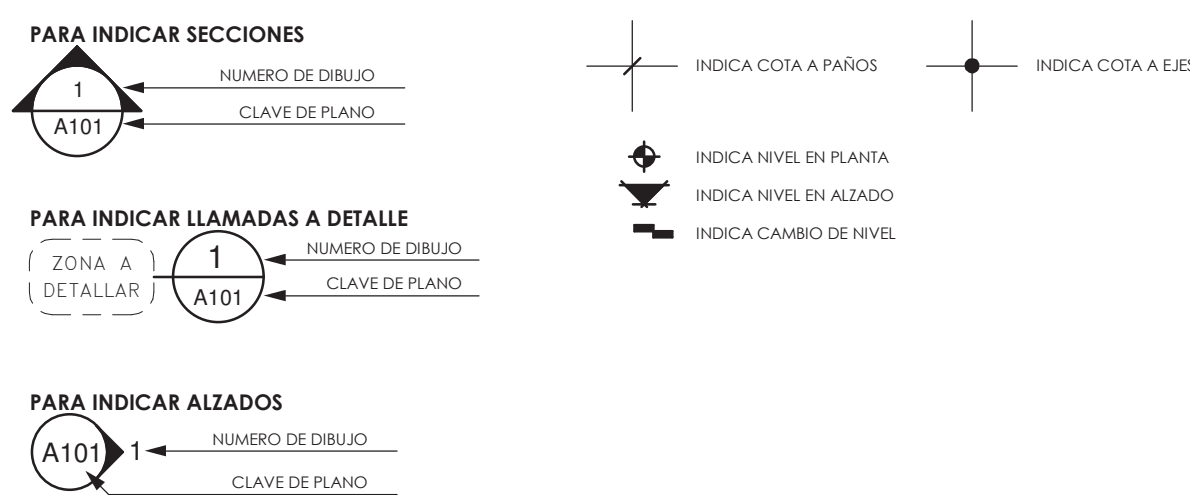 PARA INDICAR SECCIONES
1
A101
NUMERO DE DIBUJO
CLAVE DE PLANO
PARA INDICAR LLAMADAS A DETALLE
ZONA A
DETALLAR
1
A101
NUMERO DE DIBUJO
CLAVE DE PLANO
PARA INDICAR ALZADOS
A101
1
NUMERO DE DIBUJO
CLAVE DE PLANO
INDICA COTA A PAÑOS
INDICA COTA A EJES
INDICA NIVEL EN PLANTA
INDICA NIVEL EN ALZADO
INDICA CAMBIO DE NIVEL